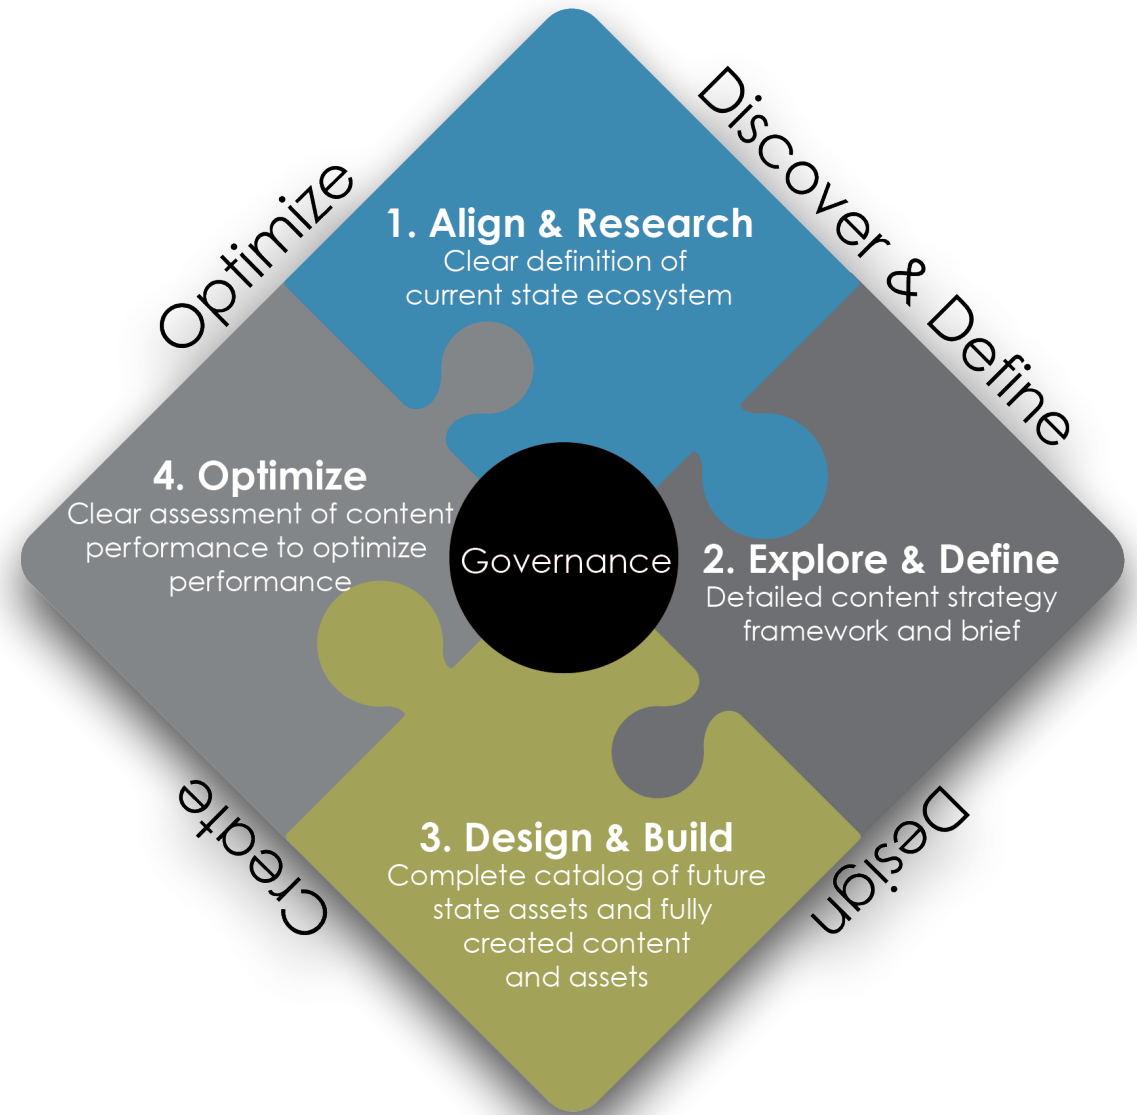 Discover & Define
Optimize
1. Align & Research
Clear definition of
current state ecosystem
4. Optimize
Clear assessment of content
performance to optimize
performance
Governance
2. Explore & Define
Detailed content strategy
framework and brief
3. Design & Build
Complete catalog of future
state assets and fully
created content
and assets
Create
Design